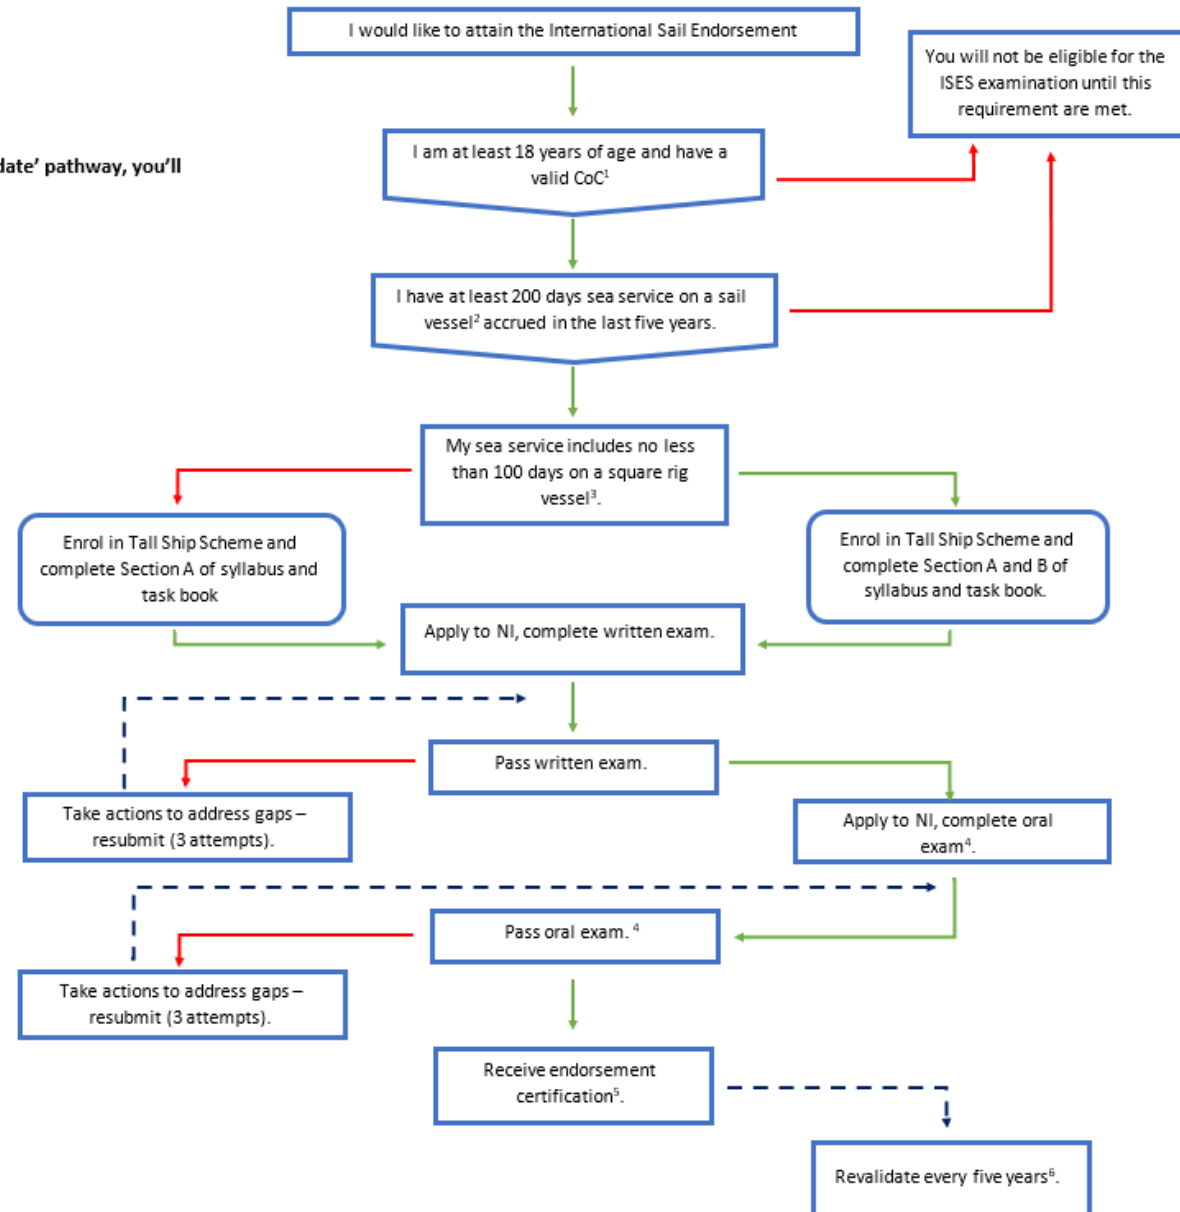 I would like to attain the International Sail Endorsement
You will not be eligible for the
ISES examination until this
requirement are met.
date’ pathway, you’ll
I am at least 18 years of age and have a
valid CoC¹
I have at least 200 days sea service on a sail
vessel² accrued in the last five years.
My sea service includes no less
than 100 days on a square rig
vessel³.
Enrol in Tall Ship Scheme and
complete Section A of syllabus and
task book
Enrol in Tall Ship Scheme and
complete Section A and B of
syllabus and task book.
Apply to NI, complete written exam.
Pass written exam.
Take actions to address gaps –
resubmit (3 attempts).
Apply to NI, complete oral
exam⁴.
Pass oral exam. ⁴
Take actions to address gaps –
resubmit (3 attempts).
Receive endorsement
certification⁵.
Revalidate every five years⁶.